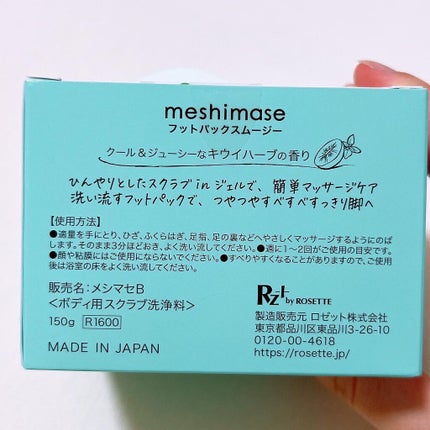 meshimase
フットパックスムージー
クール＆ジューシーなキウイハーブの香り
ひんやりとしたスクラブinジェルで、簡単マッサージケア
洗い流すフットパックで、つやつやすべすべすっきり脚へ
【使用方法】
●適量を手にとり、ひざ、ふくらはぎ、足指、足の裏などへやさしくマッサージするようにのば
します。そのまま3分ほどおき、よく洗い流してください。●週に1〜2回がご使用の目安です。
●顔や粘膜にはご使用にならないでください。●すべりやすくなることがありますので、ご使用
後は浴室の床をよく洗い流してください。
販売名：メシマセB
＜ボディ用スクラブ洗浄料＞
150g R1600
MADE IN JAPAN
Rz+ by ROSETTE
製造販売元 ロゼット株式会社
東京都品川区東品川3-26-10
0120-00-4618
https://rosette.jp/